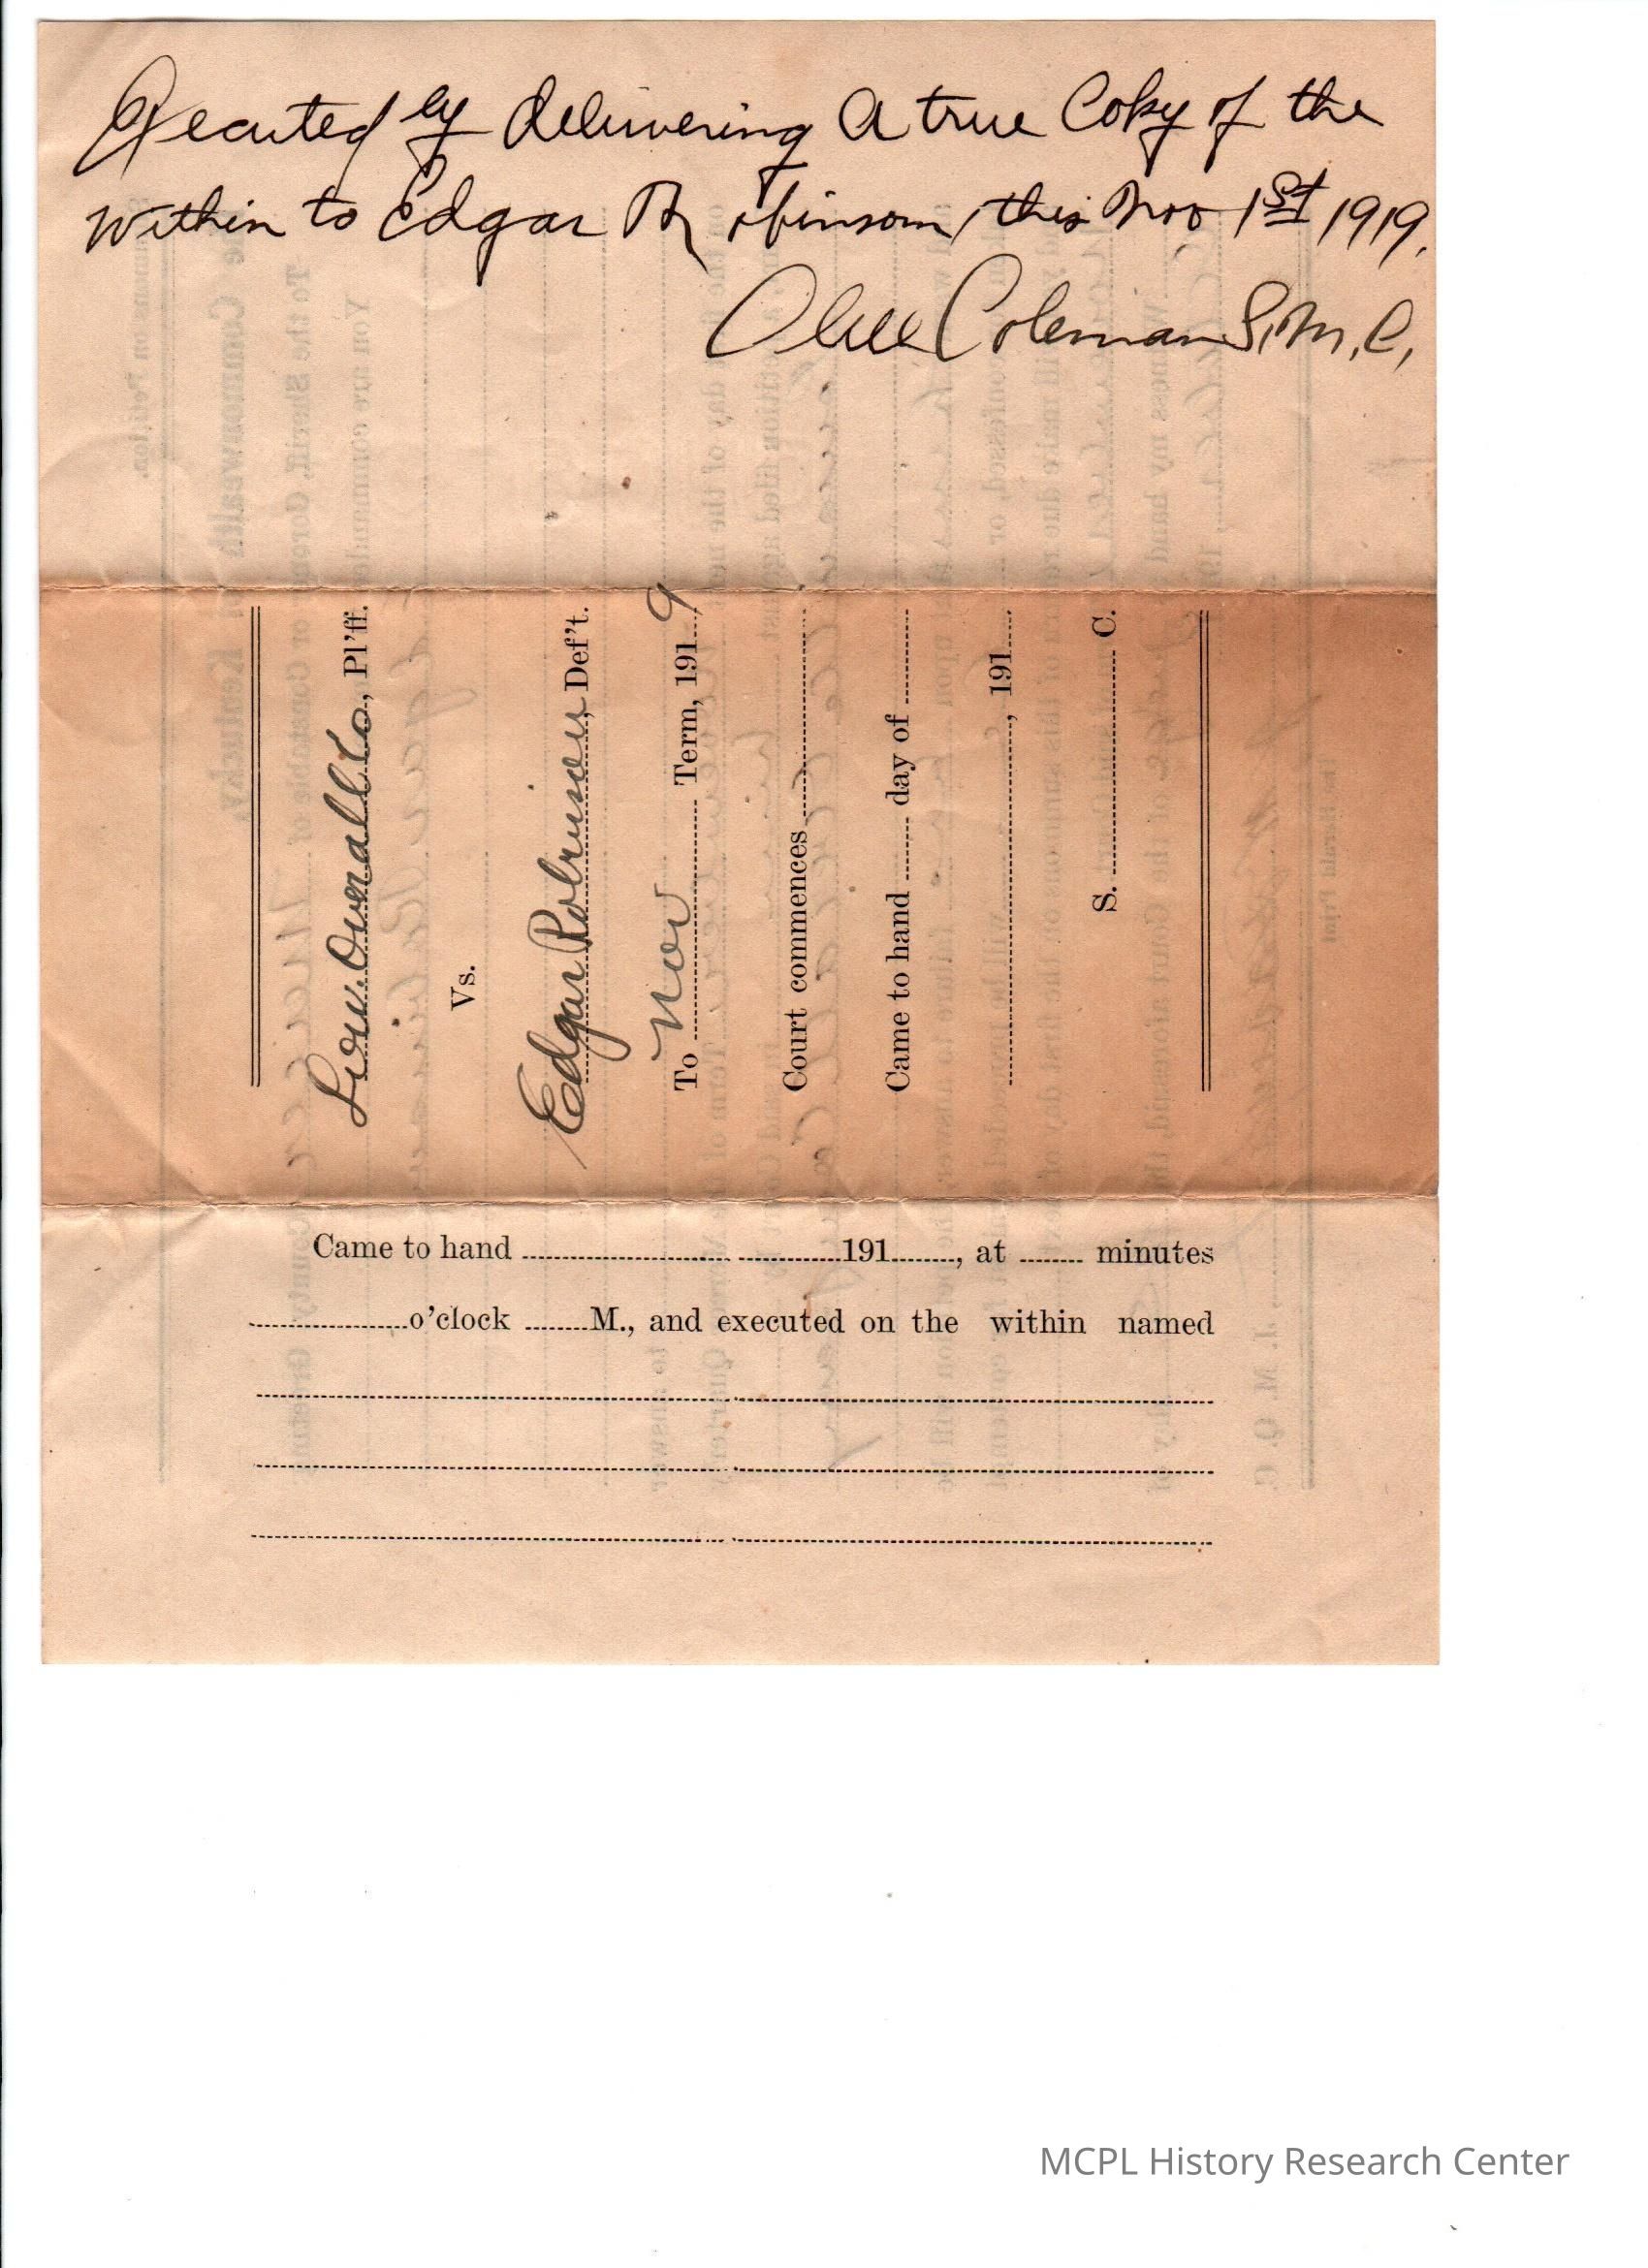 Executed by delivering A true Copy of the
within to Edgar Robinson, this Nov 1st 1919.
Coleman S.M.C.
Overall Co., Pl'ff.
Vs.
Edgar Robinson, Def't.
To Nov Term, 1919
Court commences
Came to hand day of
, 191
S. C.
Came to hand 191, at minutes
o'clock M., and executed on the within named
MCPL History Research Center